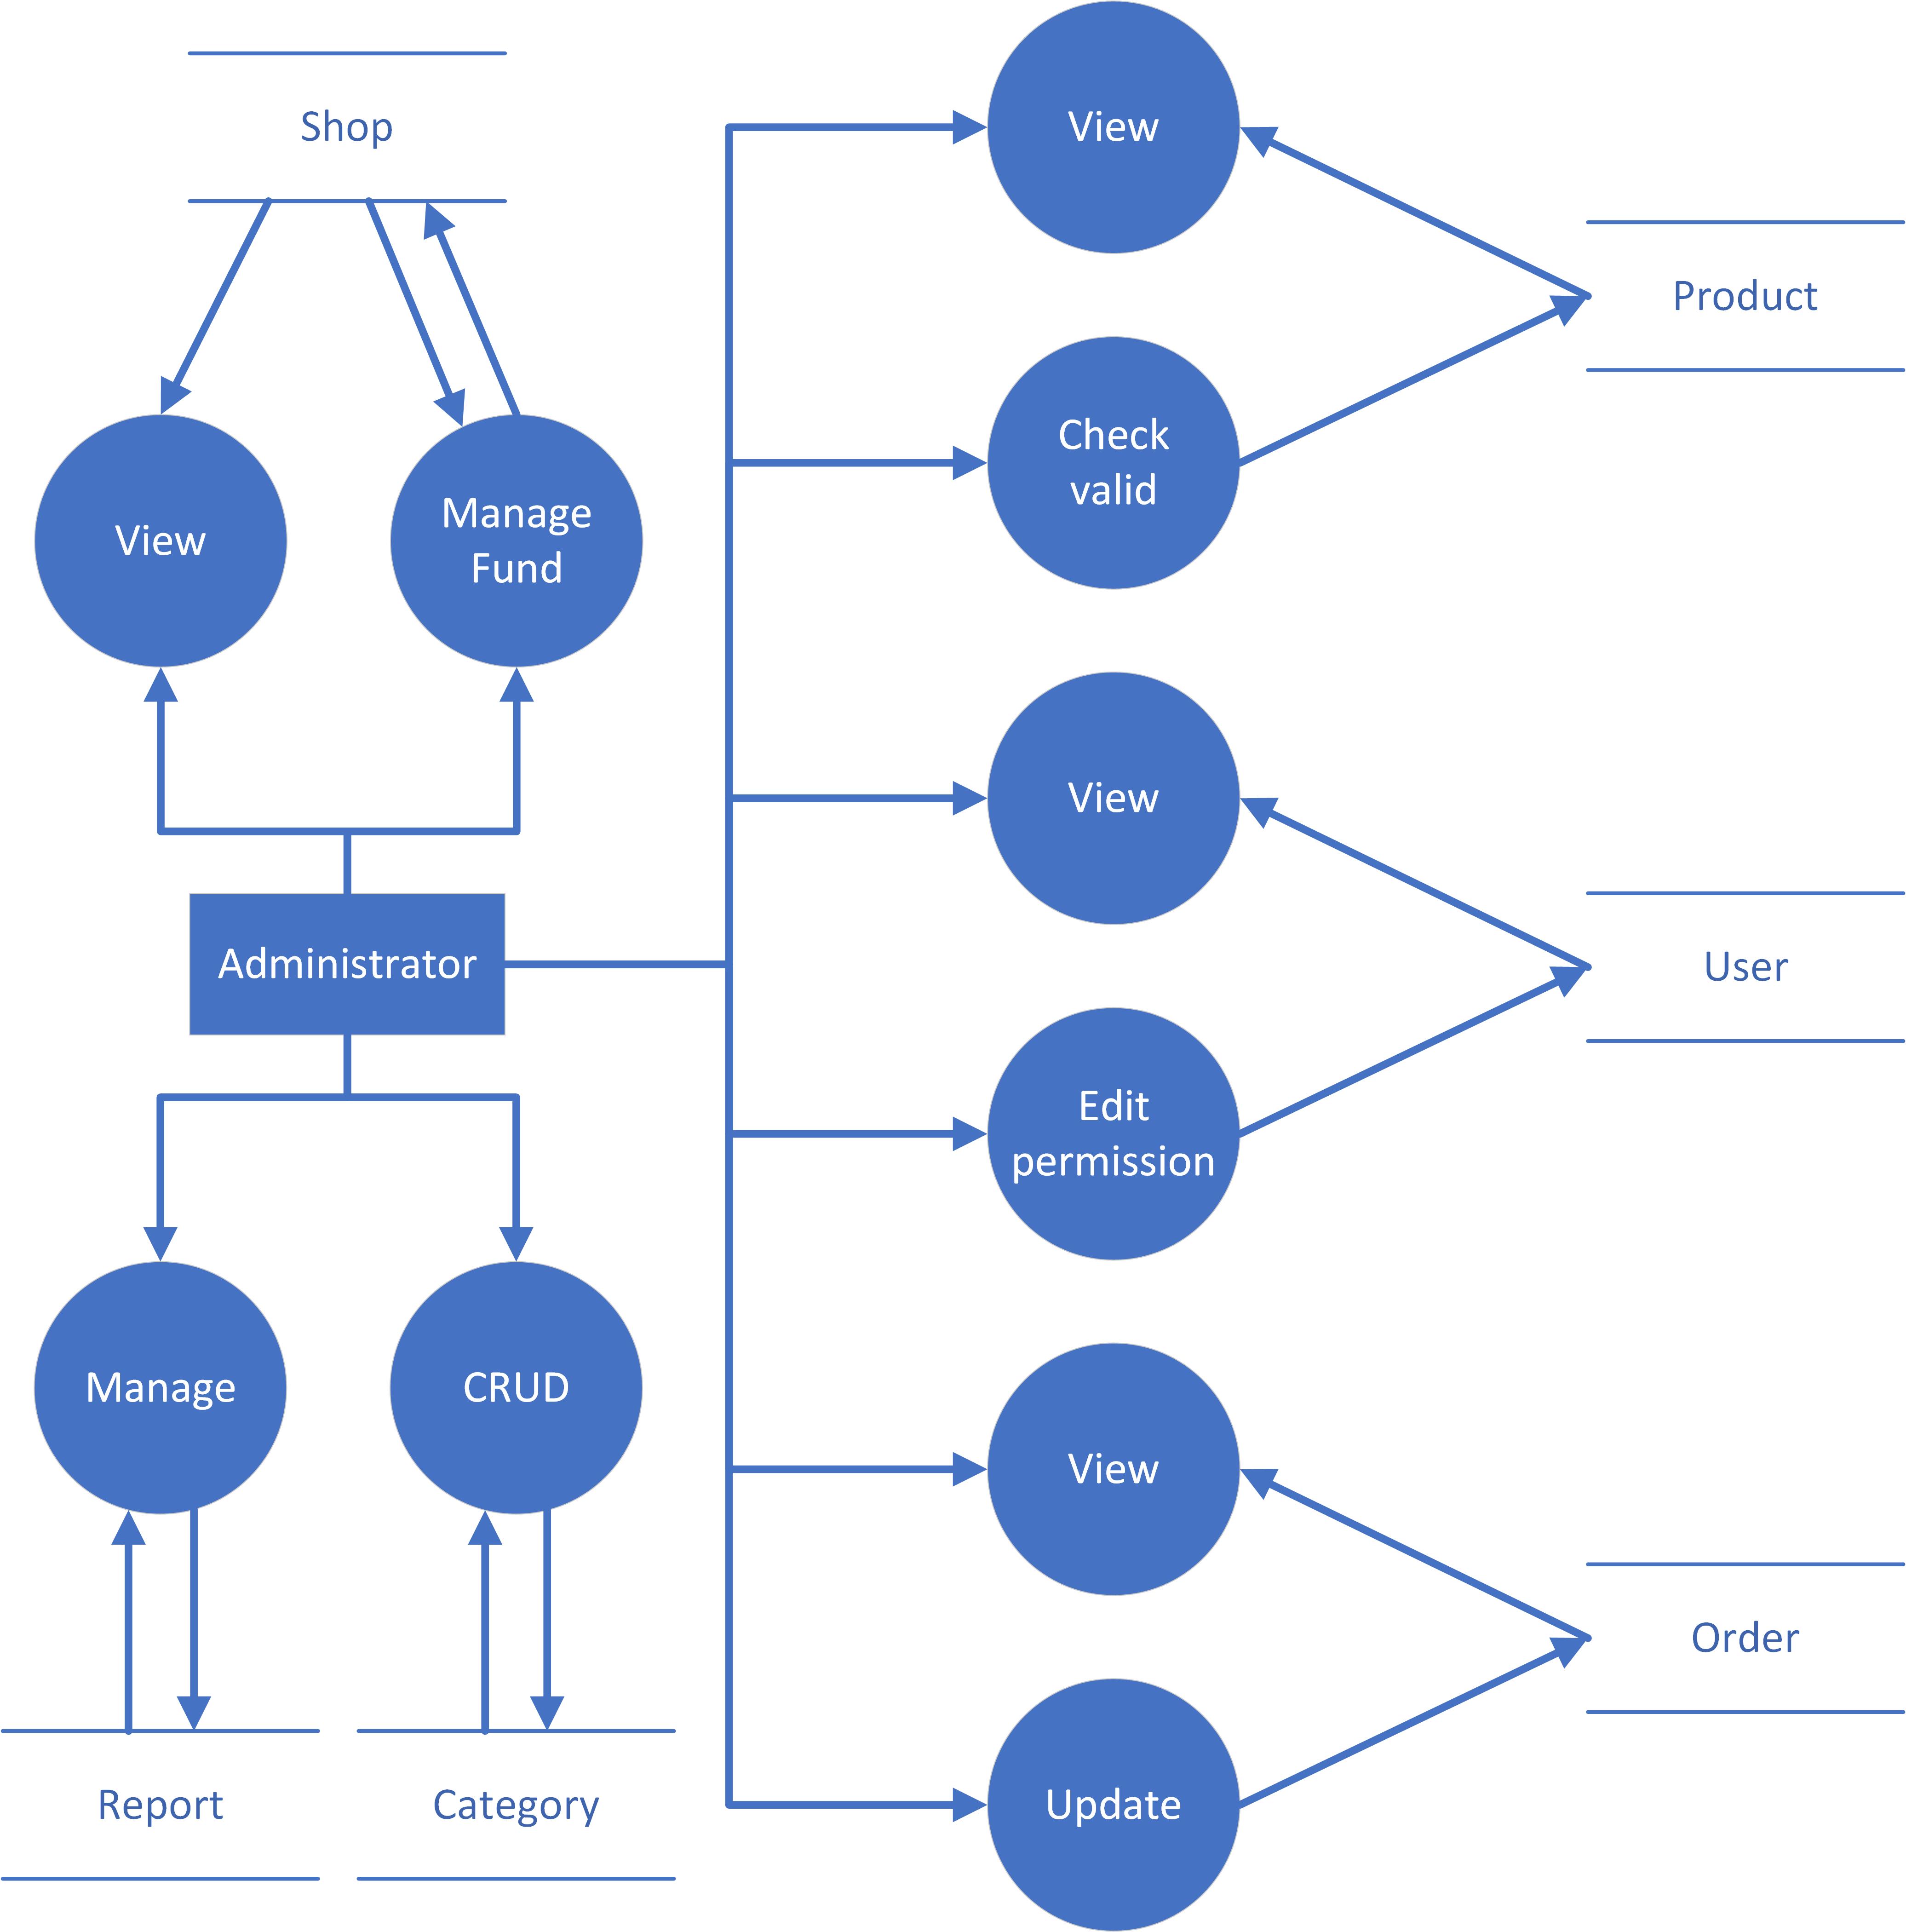 Shop
View
Manage
Fund
Administrator
Manage
CRUD
Report
Category
View
Check
valid
View
Edit
permission
View
Update
Product
User
Order